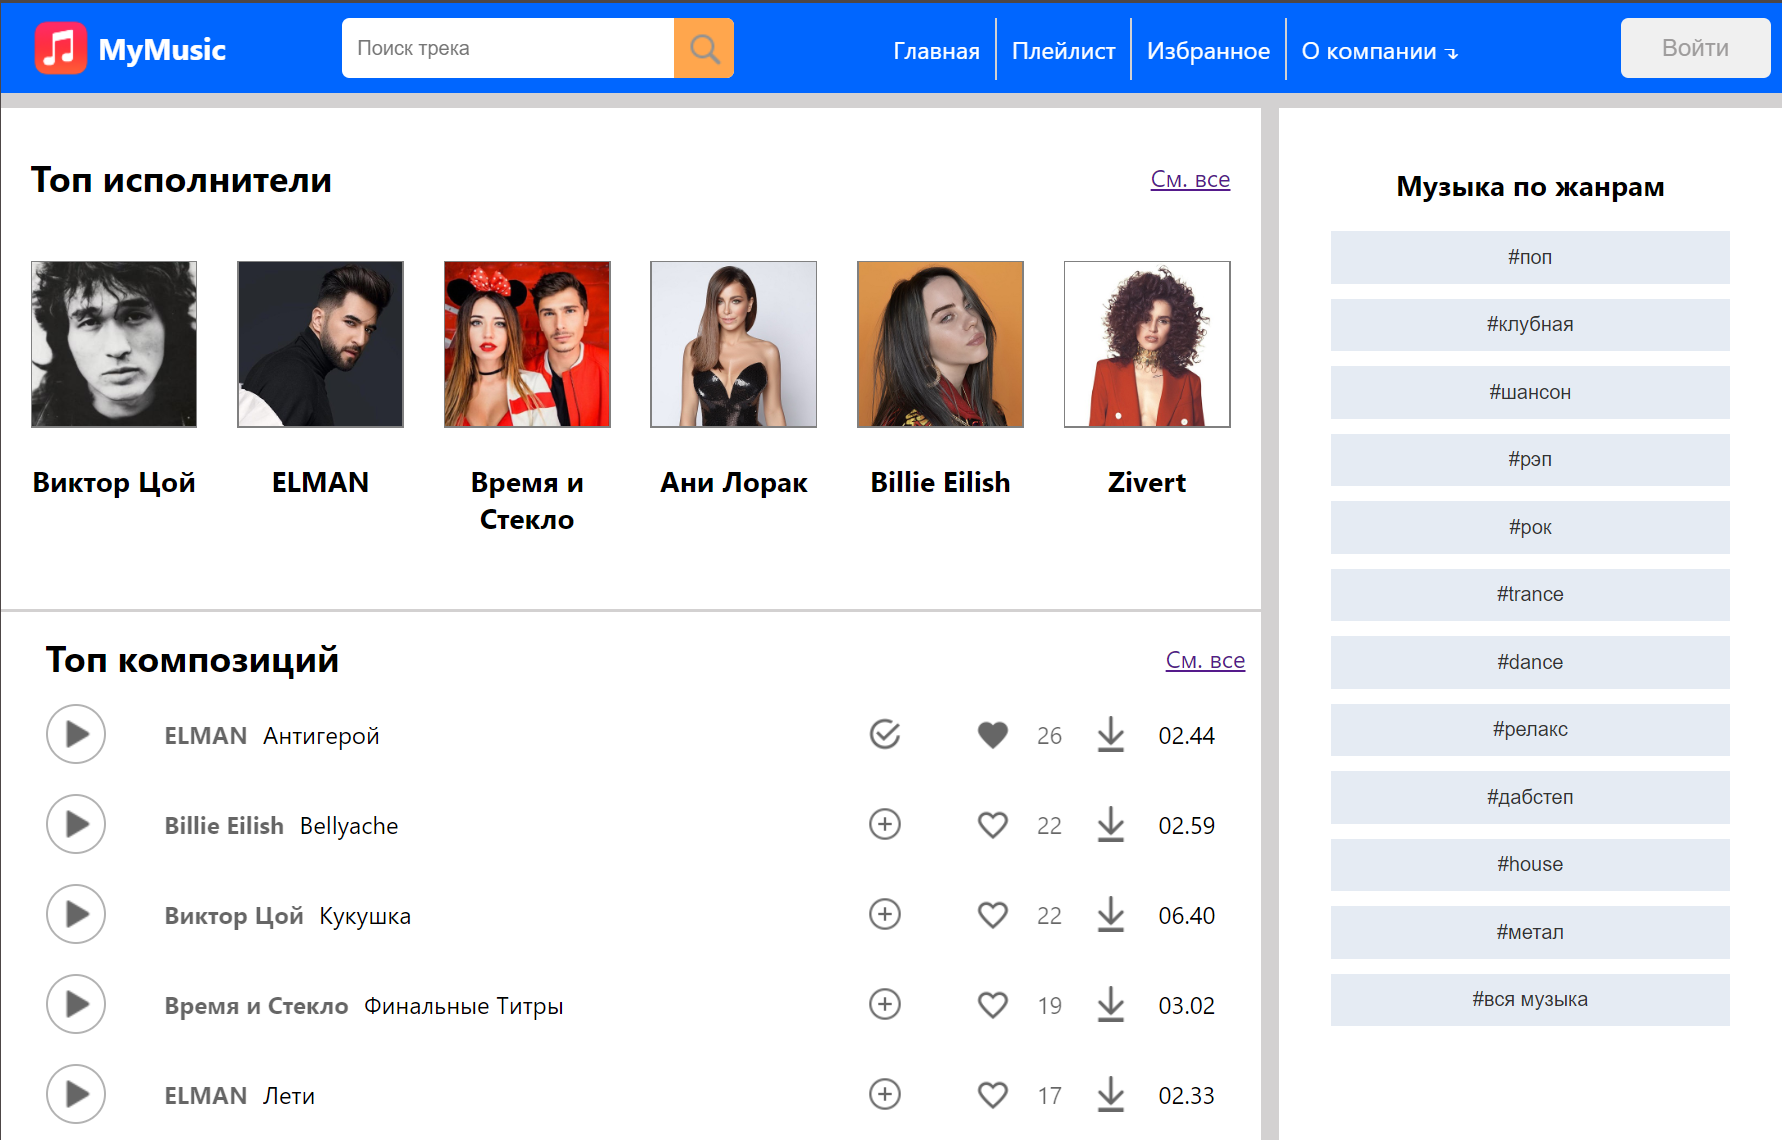 MyMusic
Поиск трека
Главная
Плейлист
Избранное
О компании
Войти
Топ исполнители
См. все
Виктор Цой
ELMAN
Время и
Стекло
Ани Лорак
Billie Eilish
Zivert
Топ композиций
См. все
ELMAN Антигерой 26 02.44
Billie Eilish Bellyache 22 02.59
Виктор Цой Кукушка 22 06.40
Время и Стекло Финальные Титры 19 03.02
ELMAN Лети 17 02.33
Музыка по жанрам
#поп
#клубная
#шансон
#рэп
#рок
#trance
#dance
#релакс
#дабстеп
#house
#метал
#вся музыка